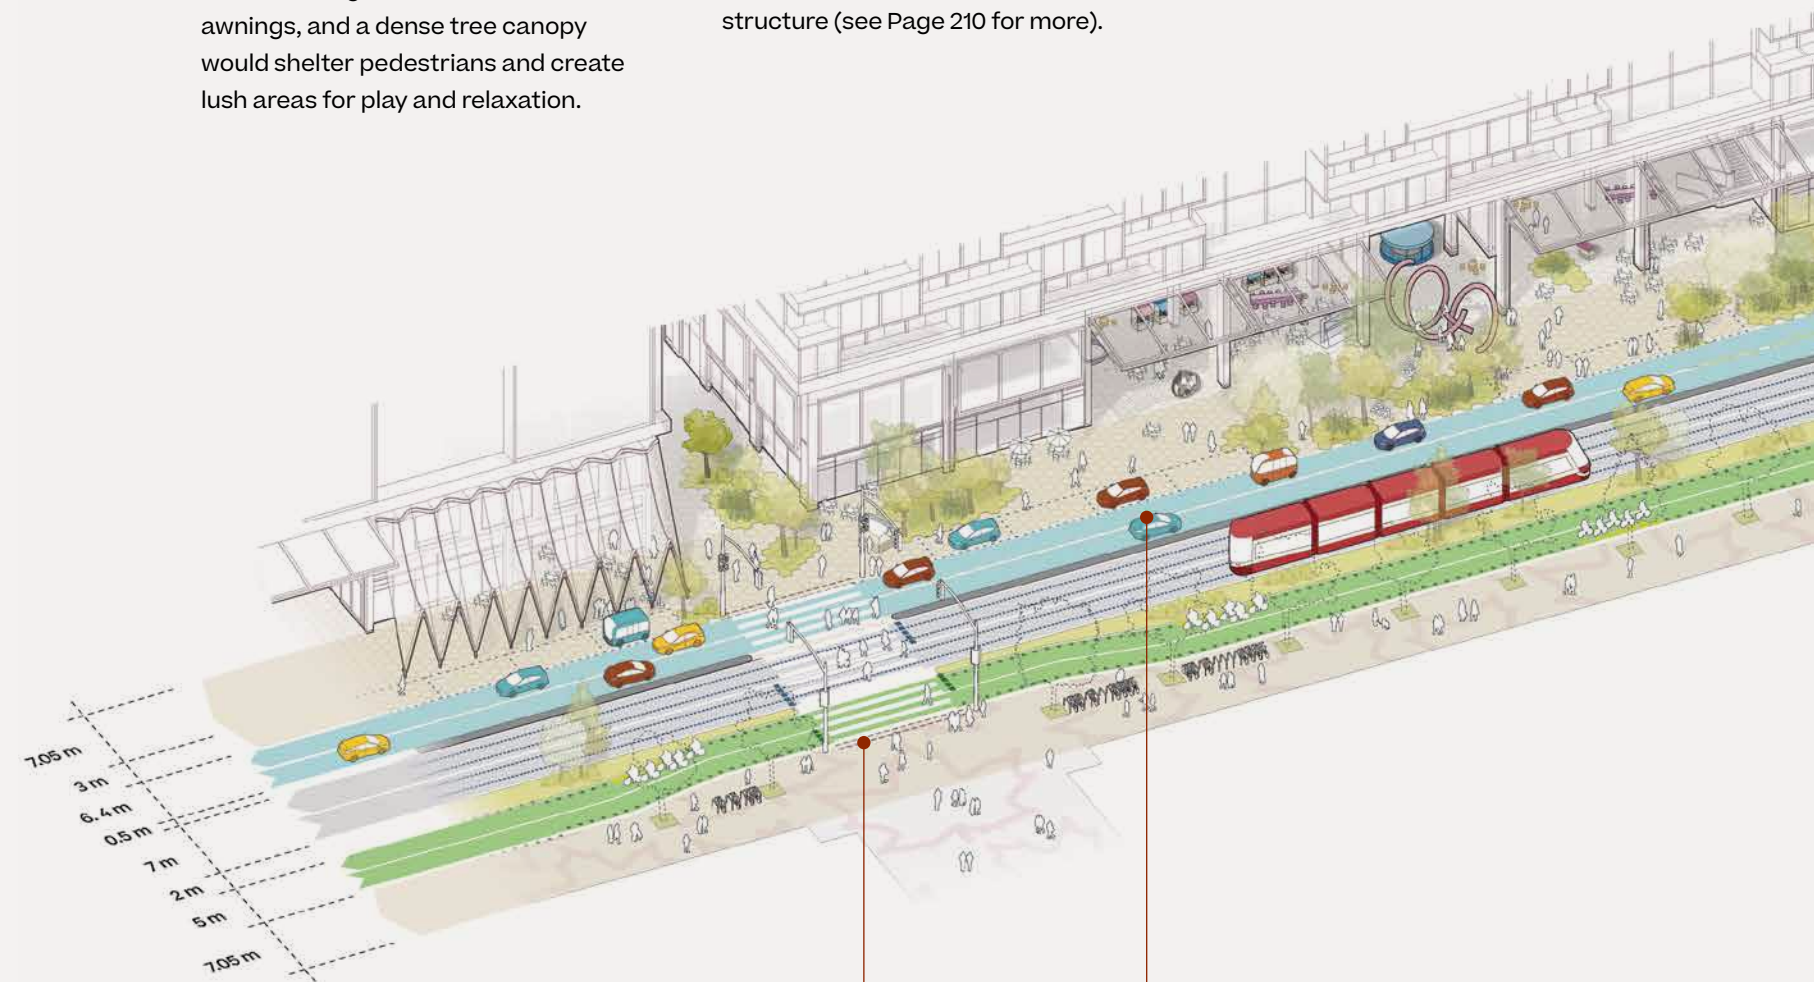 awnings, and a dense tree canopy
would shelter pedestrians and create
lush areas for play and relaxation.
structure (see Page 210 for more).
7.05 m
3 m
6.4 m
0.5 m
7 m
2 m
5 m
7.05 m